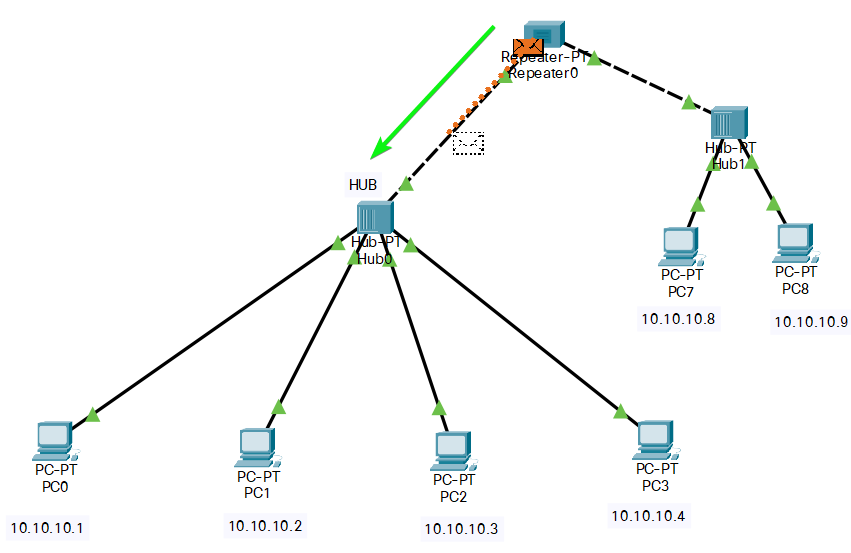 Repeater-PT
Repeater0
Hub-PT
Hub1
HUB
Hub-PT
Hub0
PC-PT
PC7
PC-PT
PC8
10.10.10.8
10.10.10.9
PC-PT
PC0
PC-PT
PC1
PC-PT
PC2
PC-PT
PC3
10.10.10.1
10.10.10.2
10.10.10.3
10.10.10.4